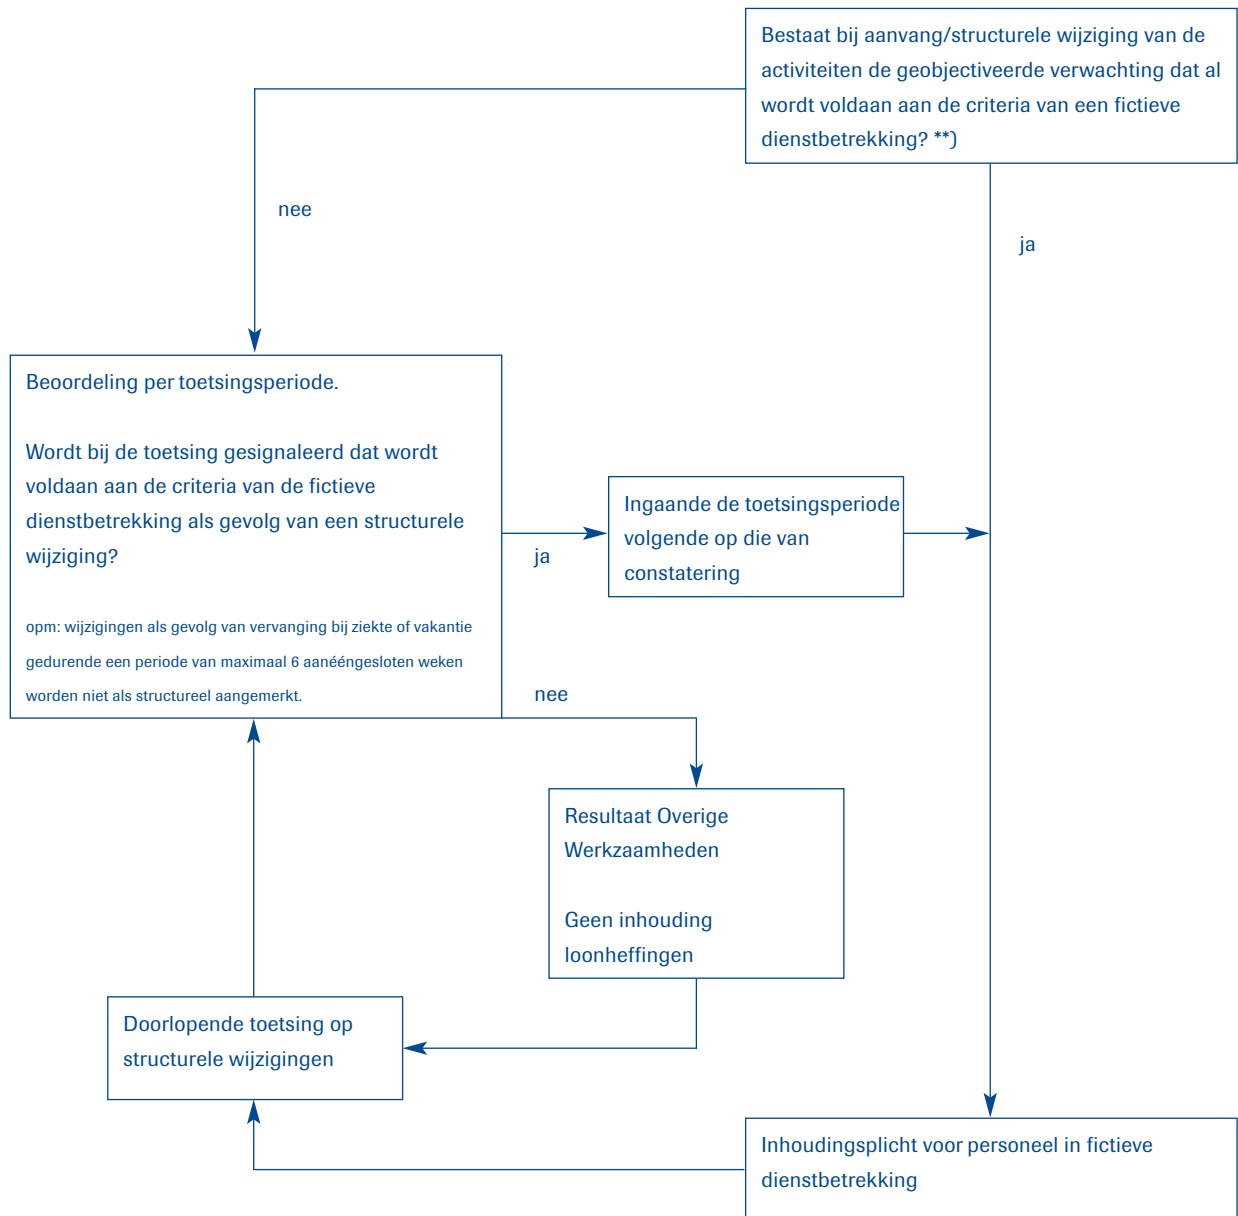 Bestaat bij aanvang/structurele wijziging van de
activiteiten de geobjectiveerde verwachting dat al
wordt voldaan aan de criteria van een fictieve
dienstbetrekking? **)
nee
ja
Beoordeling per toetsingsperiode.
Wordt bij de toetsing gesignaleerd dat wordt
voldaan aan de criteria van de fictieve
dienstbetrekking als gevolg van een structurele
wijziging?
opm: wijzigingen als gevolg van vervanging bij ziekte of vakantie
gedurende een periode van maximaal 6 aanééngesloten weken
worden niet als structureel aangemerkt.
ja
Ingaande de toetsingsperiode
volgende op die van
constatering
nee
Resultaat Overige
Werkzaamheden
Geen inhouding
loonheffingen
Doorlopende toetsing op
structurele wijzigingen
Inhoudingsplicht voor personeel in fictieve
dienstbetrekking